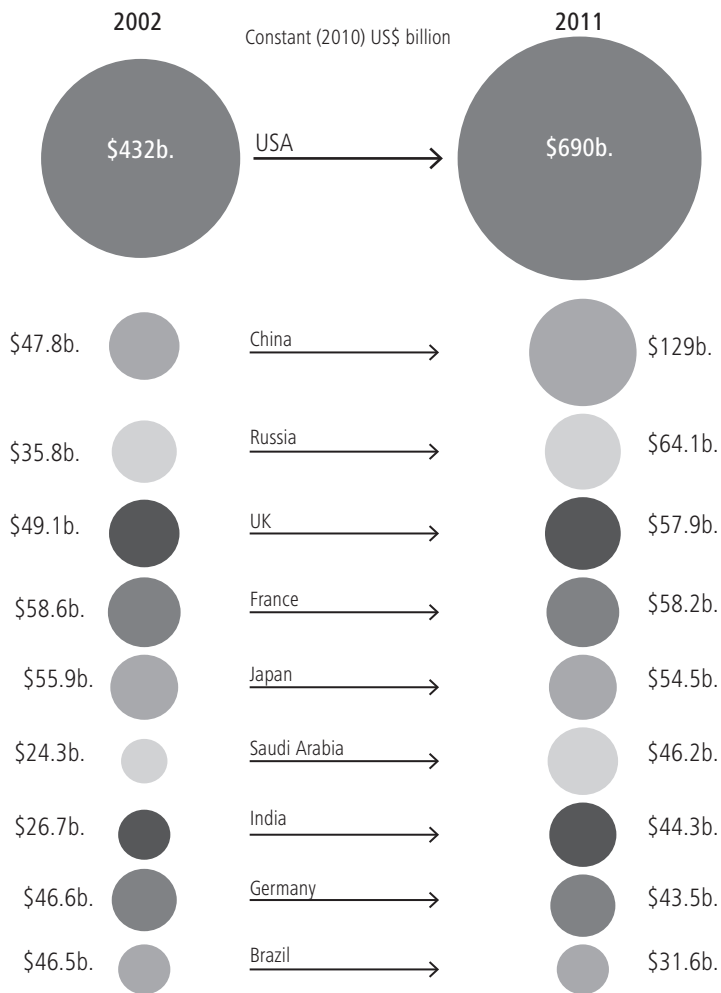 2002 Constant (2010) US$ billion 2011
$432b. USA $690b.
$47.8b. China $129b.
$35.8b. Russia $64.1b.
$49.1b. UK $57.9b.
$58.6b. France $58.2b.
$55.9b. Japan $54.5b.
$24.3b. Saudi Arabia $46.2b.
$26.7b. India $44.3b.
$46.6b. Germany $43.5b.
$46.5b. Brazil $31.6b.